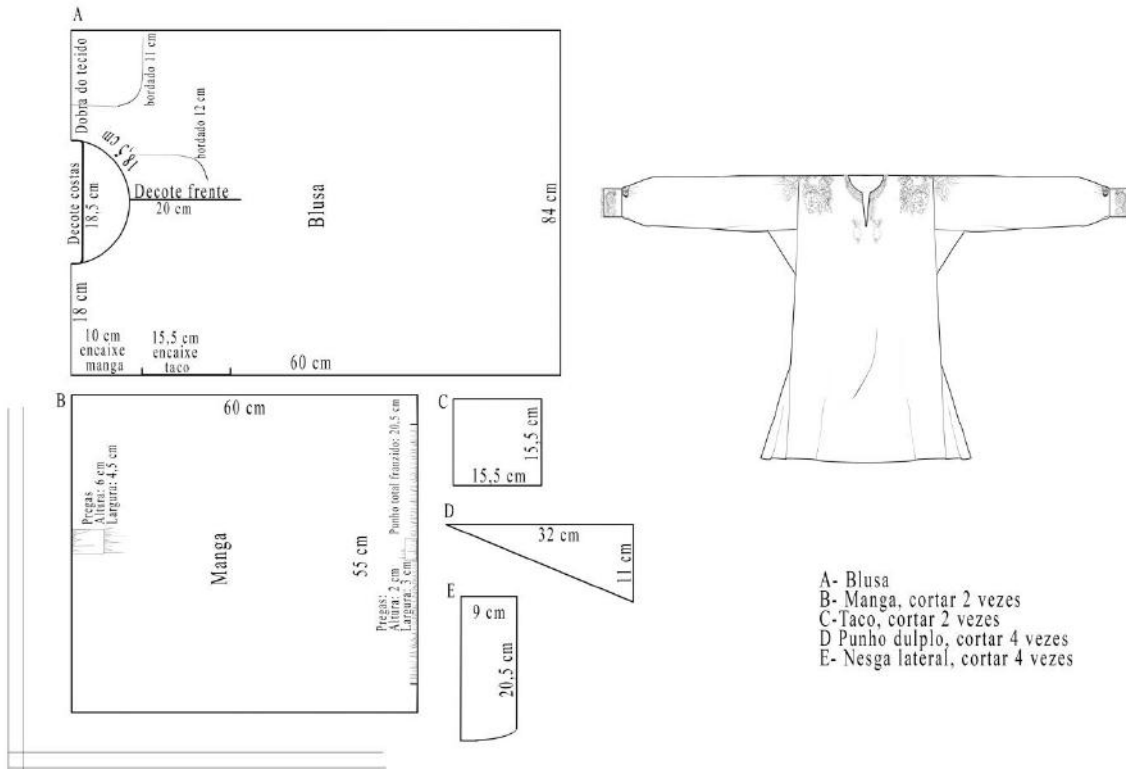 A
Dobra do tecido
bordado 11 cm
18,5 cm
bordado 12 cm
Decote costas
18,5 cm
Decote frente
20 cm
Blusa
84 cm
18 cm
10 cm
encaixe
manga
15,5 cm
encaixe
taco
60 cm
B
60 cm
Pregas
Altura: 6 cm
Largura: 4,5 cm
Manga
55 cm
Punho total franzido: 20,5 cm
Pregas:
Altura: 2 cm
Largura: 3 cm
C
15,5 cm
15,5 cm
D
32 cm
11 cm
E
9 cm
20,5 cm
A- Blusa
B- Manga, cortar 2 vezes
C-Taco, cortar 2 vezes
D Punho dulplo, cortar 4 vezes
E- Nesga lateral, cortar 4 vezes